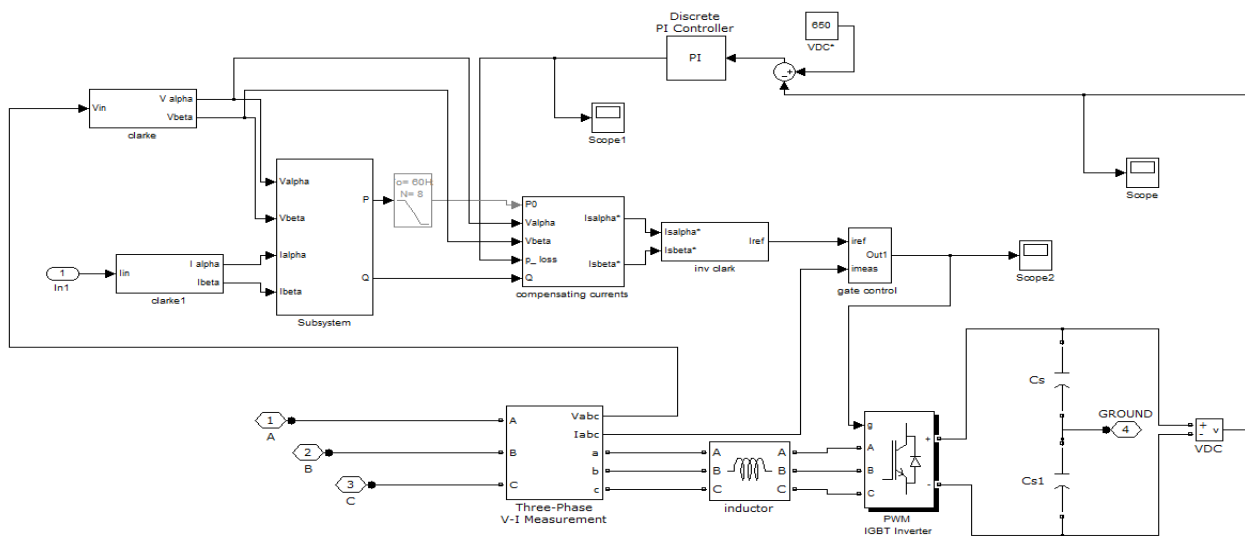 Discrete
PI Controller
PI
650
VDC*
- +
Scope1
Scope
Vin
V alpha
Vbeta
clarke
Valpha
Vbeta
Ialpha
Ibeta
P
Q
Subsystem
o= 60H
N= 8
P0
Valpha
Vbeta
p_ loss
Q
Isalpha*
Isbeta*
compensating currents
Isalpha*
Isbeta*
Iref
inv clark
iref
imeas
Out1
gate control
Scope2
1
In1
Iin
I alpha
Ibeta
clarke1
1
A
2
B
3
C
A
B
C
Vabc
Iabc
a
b
c
Three-Phase
V-I Measurement
A
B
C
A
B
C
inductor
g
A
B
C
+
-
PWM
IGBT Inverter
Cs
Cs1
GROUND
4
+
-
v
VDC